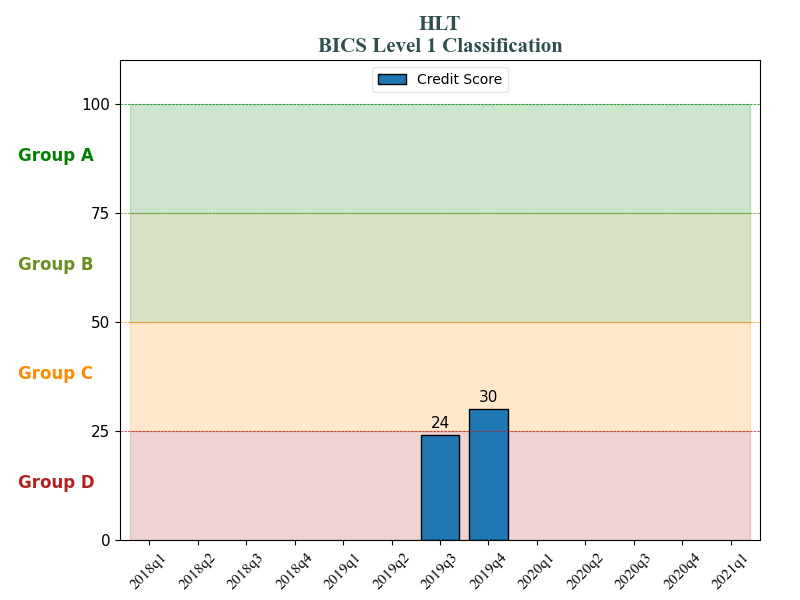 HLT
BICS Level 1 Classification
Credit Score
100
Group A
75
Group B
50
Group C
30
24
25
Group D
0
2018q1
2018q2
2018q3
2018q4
2019q1
2019q2
2019q3
2019q4
2020q1
2020q2
2020q3
2020q4
2021q1